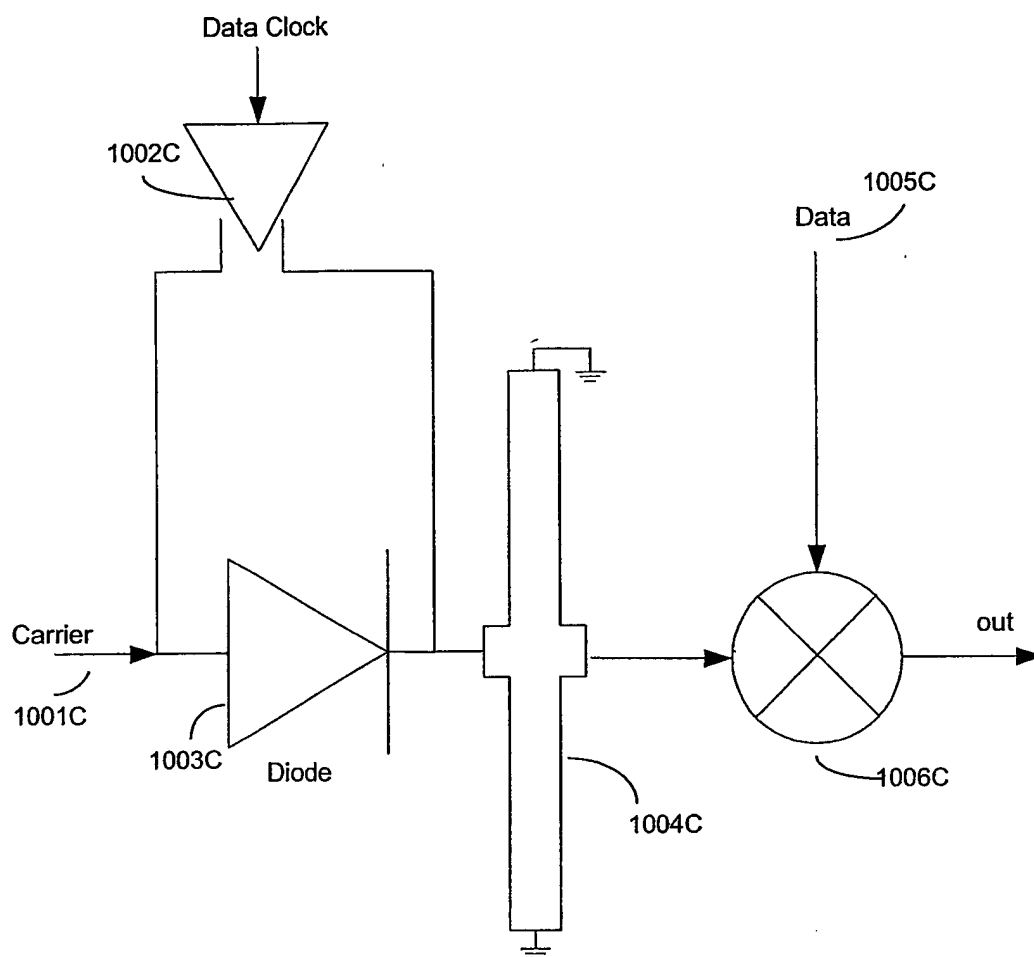 Data Clock
1002C
1005C
Data
Carrier
out
1001C
1003C
Diode
1006C
1004C